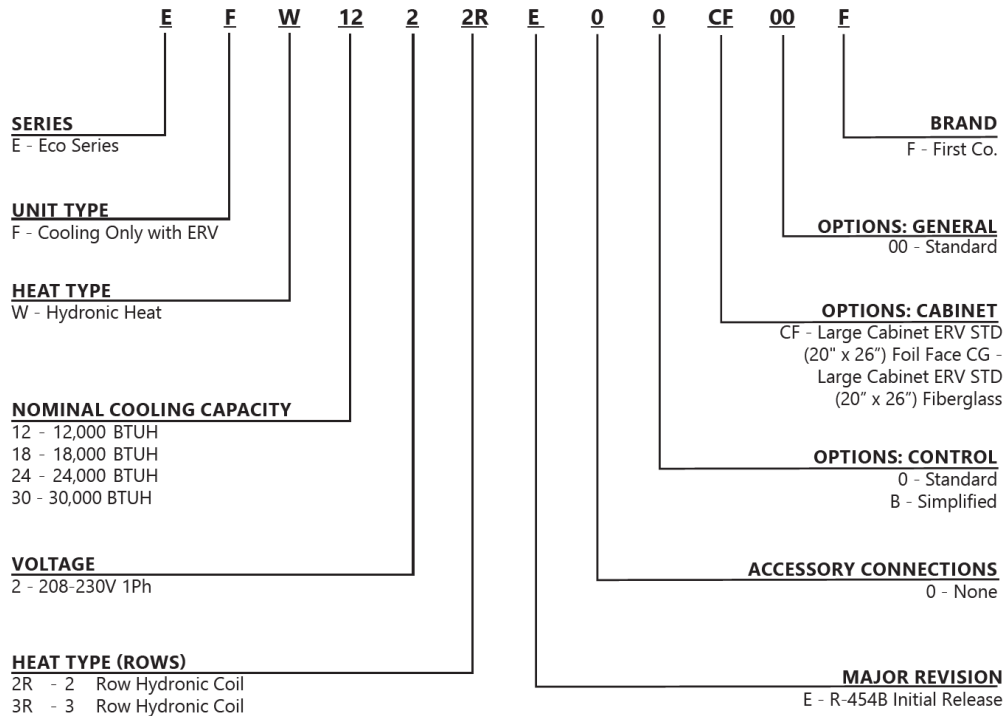 E F W 12 2 2R E 0 0 CF 00 F
SERIES
E - Eco Series
UNIT TYPE
F - Cooling Only with ERV
HEAT TYPE
W - Hydronic Heat
NOMINAL COOLING CAPACITY
12 - 12,000 BTUH
18 - 18,000 BTUH
24 - 24,000 BTUH
30 - 30,000 BTUH
VOLTAGE
2 - 208-230V 1Ph
HEAT TYPE (ROWS)
2R - 2 Row Hydronic Coil
3R - 3 Row Hydronic Coil
BRAND
F - First Co.
OPTIONS: GENERAL
00 - Standard
OPTIONS: CABINET
CF - Large Cabinet ERV STD
(20" x 26”) Foil Face CG -
Large Cabinet ERV STD
(20” x 26”) Fiberglass
OPTIONS: CONTROL
0 - Standard
B - Simplified
ACCESSORY CONNECTIONS
0 - None
MAJOR REVISION
E - R-454B Initial Release